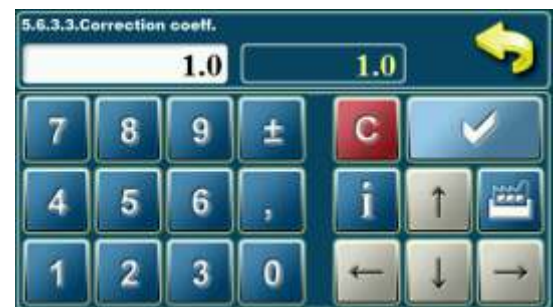 5.6.3.3.Correction coeff.
1.0 1.0
7 8 9 ± C
4 5 6 , i ↑
1 2 3 0 ← ↓ →